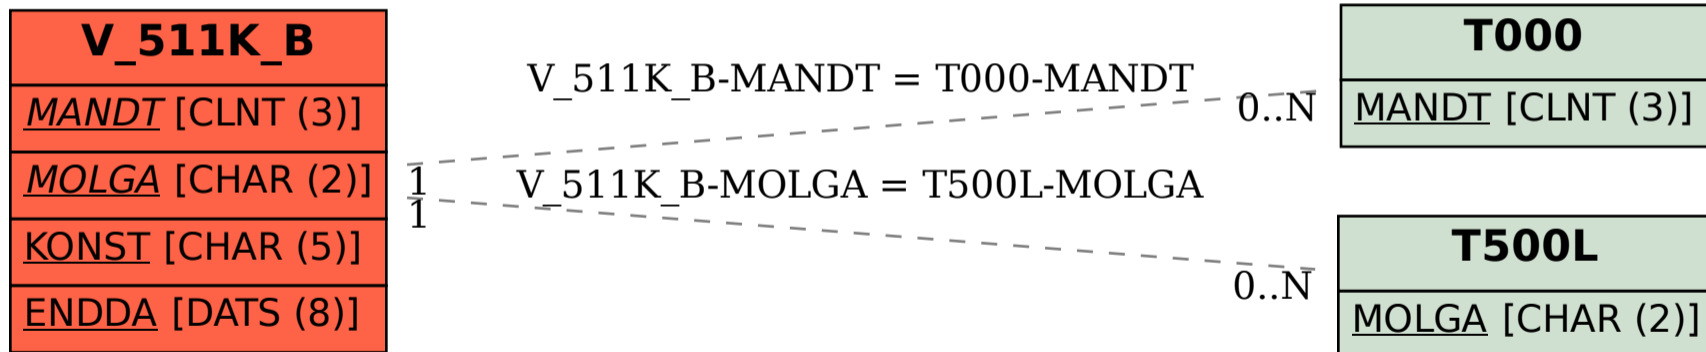 V_511K_B
MANDT [CLNT (3)]
MOLGA [CHAR (2)]
KONST [CHAR (5)]
ENDDA [DATS (8)]
V_511K_B-MANDT = T000-MANDT
0..N
1
V_511K_B-MOLGA = T500L-MOLGA
1
0..N
T000
MANDT [CLNT (3)]
T500L
MOLGA [CHAR (2)]